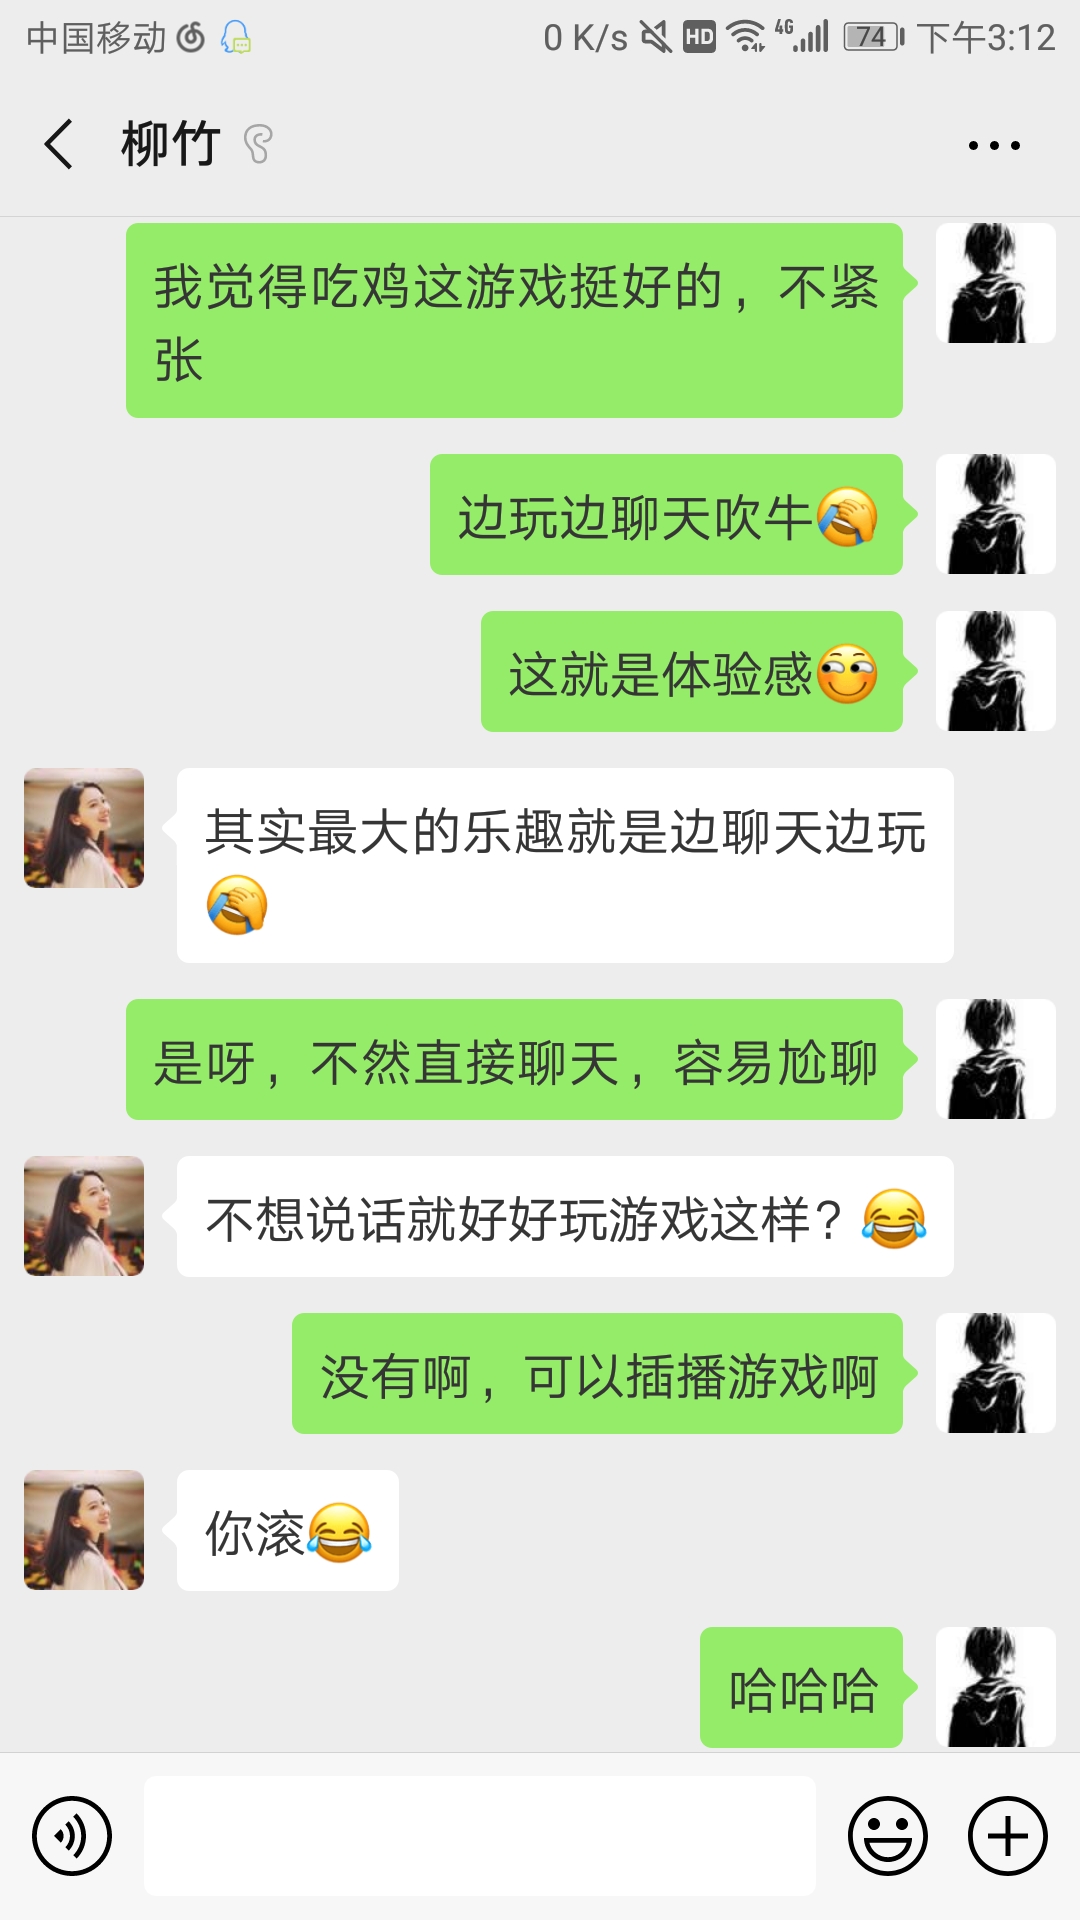 中国移动 0 K/s HD 4G 74 下午3:12
柳竹
我觉得吃鸡这游戏挺好的，不紧
张
边玩边聊天吹牛🤦
这就是体验感
其实最大的乐趣就是边聊天边玩
是呀，不然直接聊天，容易尬聊
不想说话就好好玩游戏这样？😂
没有啊，可以插播游戏啊
你滚😂
哈哈哈